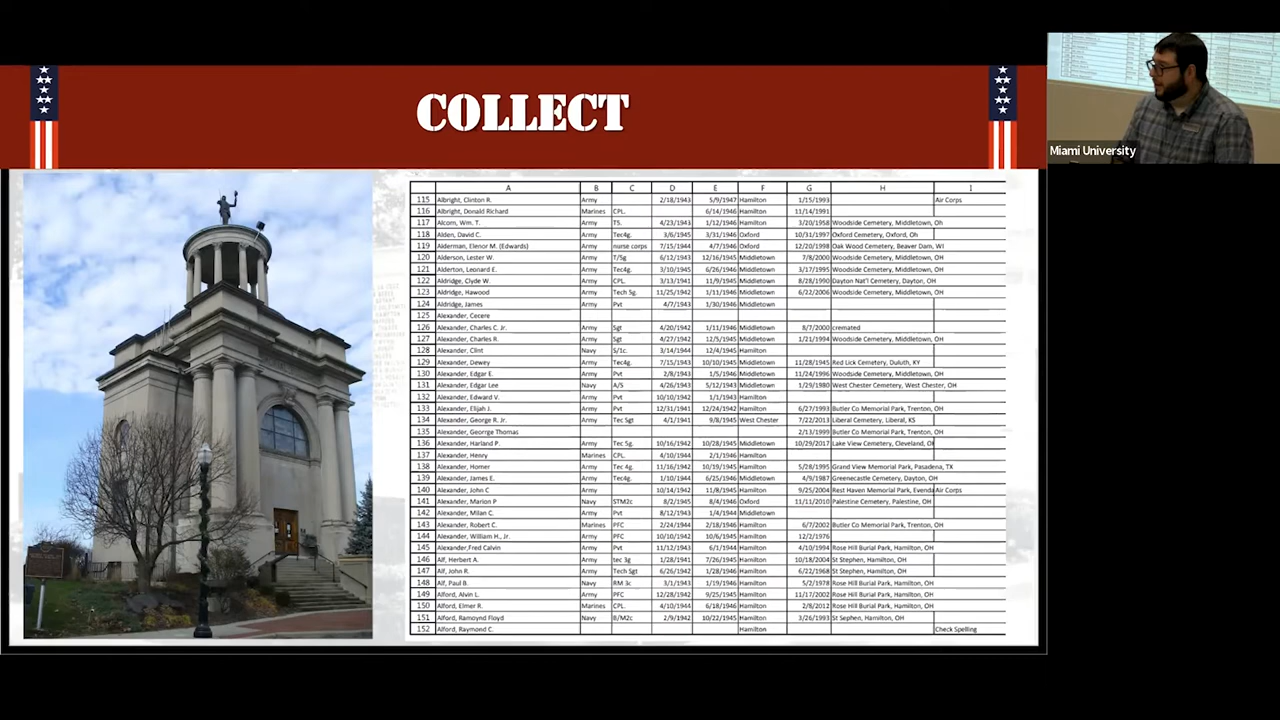 COLLECT
Miami University
A B C D E F G H I
115 Albright, Clinton R. Army 2/18/1943 5/9/1947 Hamilton 1/15/1993 Air Corps
116 Albright, Donald Richard Marines CPL. 6/14/1946 Hamilton 11/14/1991
117 Alcorn, Wm. T. Army T5. 4/23/1943 1/12/1946 Hamilton 3/20/1958 Woodside Cemetery, Middletown, Oh
118 Alden, David C. Army Tec4g. 3/6/1945 3/31/1946 Oxford 10/31/1997 Oxford Cemetery, Oxford, Oh
119 Alderman, Elenor M. (Edwards) Army nurse corps 7/15/1944 4/7/1946 Oxford 12/20/1998 Oak Wood Cemetery, Beaver Dam, WI
120 Alderson, Lester W. Army T/5g 6/12/1943 12/16/1945 Middletown 7/8/2000 Woodside Cemetery, Middletown, OH
121 Alderton, Leonard E. Army Tec4g. 3/10/1945 6/26/1946 Middletown 3/17/1995 Woodside Cemetery, Middletown, OH
122 Aldridge, Clyde W. Army CPL. 3/13/1941 11/9/1945 Middletown 8/28/1990 Dayton Nat'l Cemetery, Dayton, OH
123 Aldridge, Hawood Army Tech 5g. 11/25/1942 1/11/1946 Middletown 6/22/2006 Woodside Cemetery, Middletown, OH
124 Aldridge, James Army Pvt 4/7/1943 1/30/1946 Middletown
125 Alexander, Cecere
126 Alexander, Charles C. Jr. Army Sgt 4/20/1942 1/11/1946 Middletown 8/7/2000 cremated
127 Alexander, Charles R. Army Sgt 4/27/1942 12/5/1945 Middletown 1/21/1994 Woodside Cemetery, Middletown, OH
128 Alexander, Clint Navy S/1c. 3/14/1944 12/4/1945 Hamilton
129 Alexander, Dewey Army Tec4g. 7/15/1943 10/10/1945 Middletown 11/28/1945 Red Lick Cemetery, Duluth, KY
130 Alexander, Edgar E. Army Pvt 2/8/1943 1/5/1946 Middletown 11/24/1996 Woodside Cemetery, Middletown, OH
131 Alexander, Edgar Lee Navy A/S 4/26/1943 5/12/1943 Middletown 1/29/1980 West Chester Cemetery, West Chester, OH
132 Alexander, Edward V. Army Pvt 10/10/1942 1/1/1943 Hamilton
133 Alexander, Elijah J. Army Pvt 12/31/1941 12/24/1942 Hamilton 6/27/1993 Butler Co Memorial Park, Trenton, OH
134 Alexander, George R. Jr. Army Tec Sgt 4/1/1941 9/8/1945 West Chester 7/22/2013 Liberal Cemetery, Liberal, KS
135 Alexander, Georrge Thomas 2/13/1999 Butler Co Memorial Park, Trenton, OH
136 Alexander, Harland P. Army Tec 5g. 10/16/1942 10/28/1945 Middletown 10/29/2017 Lake View Cemetery, Cleveland, OH
137 Alexander, Henry Marines CPL. 4/10/1944 2/1/1946 Hamilton
138 Alexander, Homer Army Tec 4g. 11/16/1942 10/19/1945 Hamilton 5/28/1995 Grand View Memorial Park, Pasadena, TX
139 Alexander, James E. Army Tec4g. 1/10/1944 6/25/1946 Middletown 4/9/1987 Greencastle Cemetery, Dayton, OH
140 Alexander, John C Army 10/14/1942 11/8/1945 Hamilton 9/25/2004 Rest Haven Memorial Park, Evenda Air Corps
141 Alexander, Marion P Navy STM2c 8/2/1945 8/4/1946 Oxford 11/11/2010 Palestine Cemetery, Palestine, OH
142 Alexander, Milan C. Army Pvt 8/12/1943 1/1/1944 Middletown
143 Alexander, Robert C. Marines PFC 2/24/1944 2/18/1946 Hamilton 6/7/2002 Butler Co Memorial Park, Trenton, OH
144 Alexander, William H., Jr. Army PFC 10/10/1942 10/6/1945 Hamilton 12/2/1976
145 Alexander,Fred Calvin Army Pvt 11/12/1943 6/1/1944 Hamilton 4/10/1994 Rose Hill Burial Park, Hamilton, OH
146 Alf, Herbert A. Army tec 3g 1/28/1941 7/26/1945 Hamilton 10/18/2004 St Stephen, Hamilton, OH
147 Alf, John R. Army Tech Sgt 6/26/1942 1/28/1946 Hamilton 6/22/1968 St Stephen, Hamilton, OH
148 Alf, Paul B. Navy RM 3c 3/1/1943 1/19/1946 Hamilton 5/2/1978 Rose Hill Burial Park, Hamilton, OH
149 Alford, Alvin L. Army PFC 12/28/1942 9/25/1945 Hamilton 11/17/2002 Rose Hill Burial Park, Hamilton, OH
150 Alford, Elmer R. Marines CPL. 4/10/1944 6/18/1946 Hamilton 2/8/2012 Rose Hill Burial Park, Hamilton, OH
151 Alford, Ramoynd Floyd Navy B/M2c 2/9/1942 10/22/1945 Hamilton 3/26/1993 St Sephen, Hamilton, OH
152 Alford, Raymond C. Hamilton Check Spelling